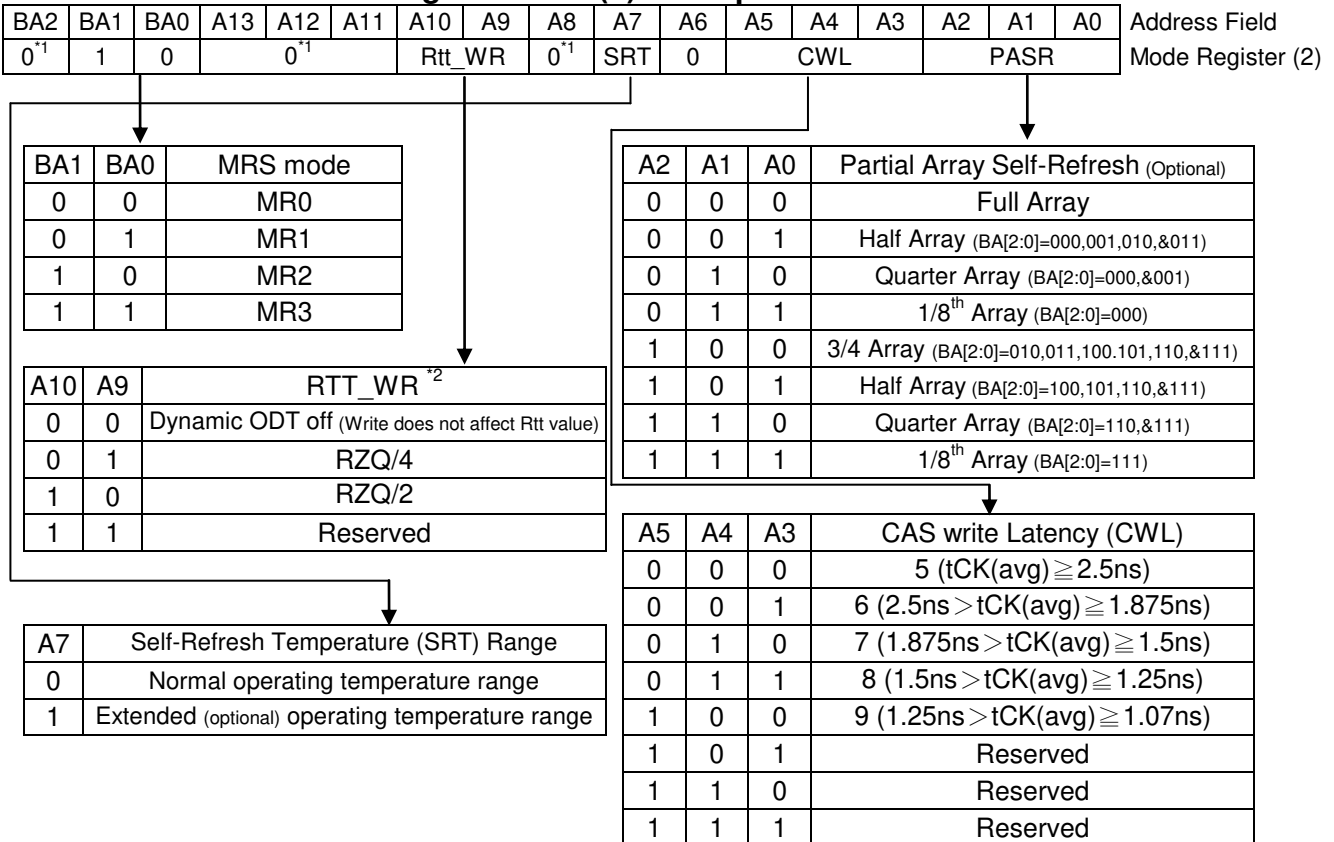 BA2 BA1 BA0 A13 A12 A11 A10 A9 A8 A7 A6 A5 A4 A3 A2 A1 A0 Address Field
0*1 1 0 0*1 Rtt_WR 0*1 SRT 0 CWL PASR Mode Register (2)
BA1 BA0 MRS mode
0 0 MR0
0 1 MR1
1 0 MR2
1 1 MR3
A10 A9 RTT_WR *2
0 0 Dynamic ODT off (Write does not affect Rtt value)
0 1 RZQ/4
1 0 RZQ/2
1 1 Reserved
A7 Self-Refresh Temperature (SRT) Range
0 Normal operating temperature range
1 Extended (optional) operating temperature range
A2 A1 A0 Partial Array Self-Refresh (Optional)
0 0 0 Full Array
0 0 1 Half Array (BA[2:0]=000,001,010,&011)
0 1 0 Quarter Array (BA[2:0]=000,&001)
0 1 1 1/8th Array (BA[2:0]=000)
1 0 0 3/4 Array (BA[2:0]=010,011,100.101,110,&111)
1 0 1 Half Array (BA[2:0]=100,101,110,&111)
1 1 0 Quarter Array (BA[2:0]=110,&111)
1 1 1 1/8th Array (BA[2:0]=111)
A5 A4 A3 CAS write Latency (CWL)
0 0 0 5 (tCK(avg)≧2.5ns)
0 0 1 6 (2.5ns>tCK(avg)≧1.875ns)
0 1 0 7 (1.875ns>tCK(avg)≧1.5ns)
0 1 1 8 (1.5ns>tCK(avg)≧1.25ns)
1 0 0 9 (1.25ns>tCK(avg)≧1.07ns)
1 0 1 Reserved
1 1 0 Reserved
1 1 1 Reserved